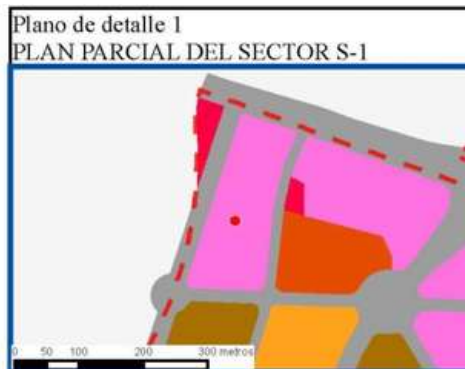 Plano de detalle 1
PLAN PARCIAL DEL SECTOR S-1
0 50 100 200 300 metros